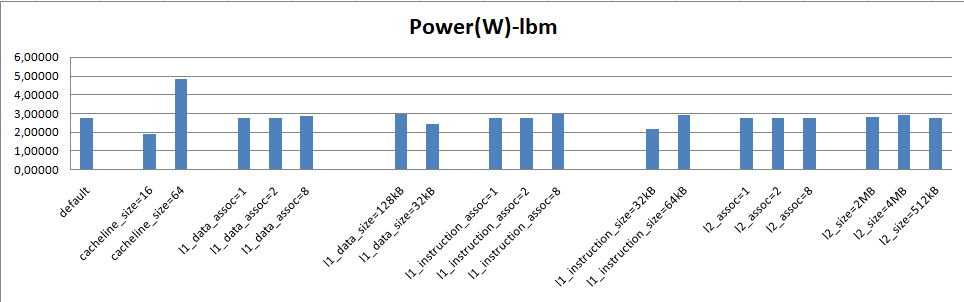 Power(W)-lbm
6,00000
5,00000
4,00000
3,00000
2,00000
1,00000
0,00000
default
cacheline_size=16
cacheline_size=64
l1_data_assoc=1
l1_data_assoc=2
l1_data_assoc=8
l1_data_size=128kB
l1_data_size=32kB
l1_instruction_assoc=1
l1_instruction_assoc=2
l1_instruction_assoc=8
l1_instruction_size=32kB
l1_instruction_size=64kB
l2_assoc=1
l2_assoc=2
l2_assoc=8
l2_size=2MB
l2_size=4MB
l2_size=512kB